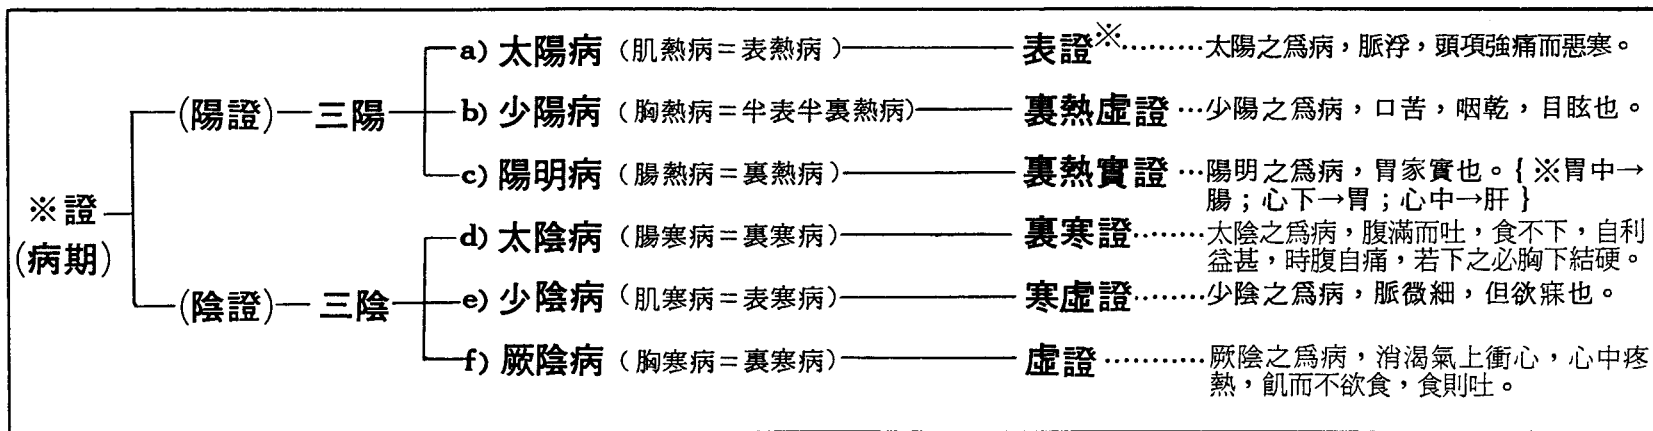 a) 太陽病 (肌熱病=表熱病) 表證※………太陽之爲病，脈浮，頭項強痛而惡寒。
(陽證) 三陽 b) 少陽病 (胸熱病=半表半裏熱病) 裏熱虛證…少陽之爲病，口苦，咽乾，目眩也。
c) 陽明病 (腸熱病=裏熱病) 裏熱實證…陽明之爲病，胃家實也。{※胃中→
腸；心下→胃；心中→肝}
※證
(病期)
d) 太陰病 (腸寒病=裏寒病) 裏寒證………太陰之爲病，腹滿而吐，食不下，自利
益甚，時腹自痛，若下之必胸下結硬。
(陰證) 三陰 e) 少陰病 (肌寒病=表寒病) 寒虛證………少陰之爲病，脈微細，但欲寐也。
f) 厥陰病 (胸寒病=裏寒病) 虛證…………厥陰之爲病，消渴氣上衝心，心中疼
熱，飢而不欲食，食則吐。